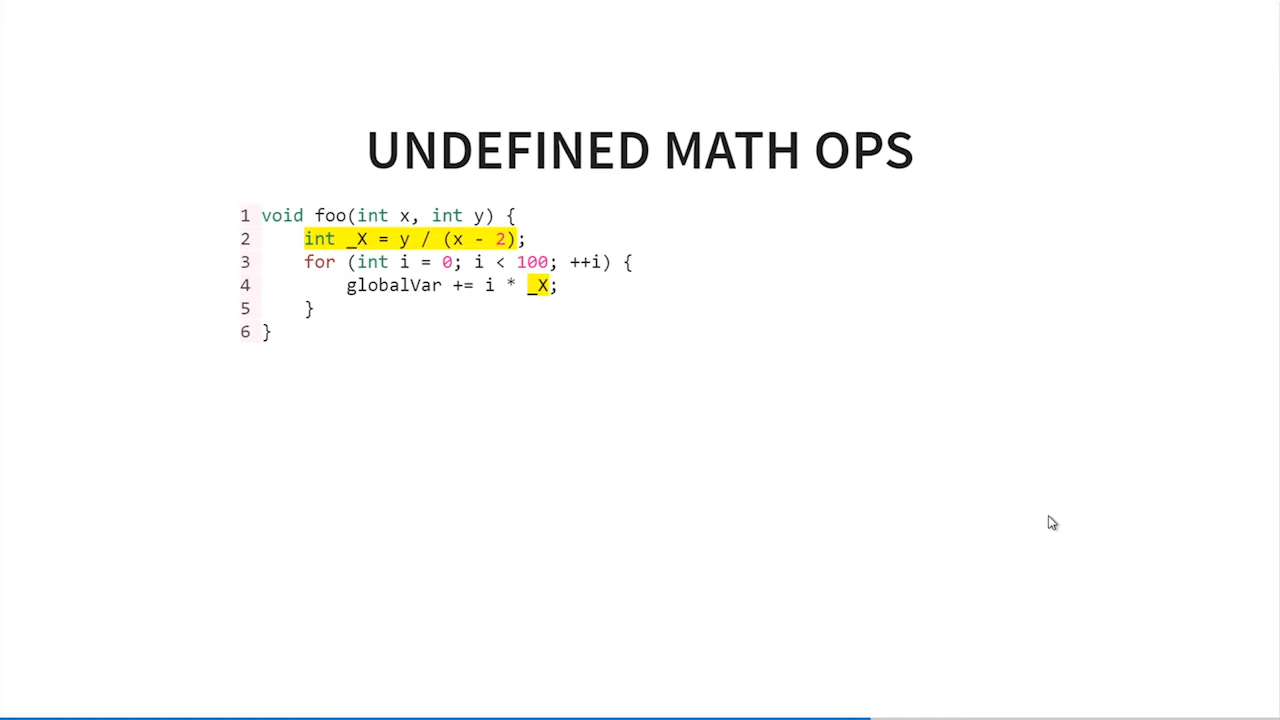 UNDEFINED MATH OPS
1 void foo(int x, int y) {
2     int _X = y / (x - 2);
3     for (int i = 0; i < 100; ++i) {
4         globalVar += i * _X;
5     }
6 }